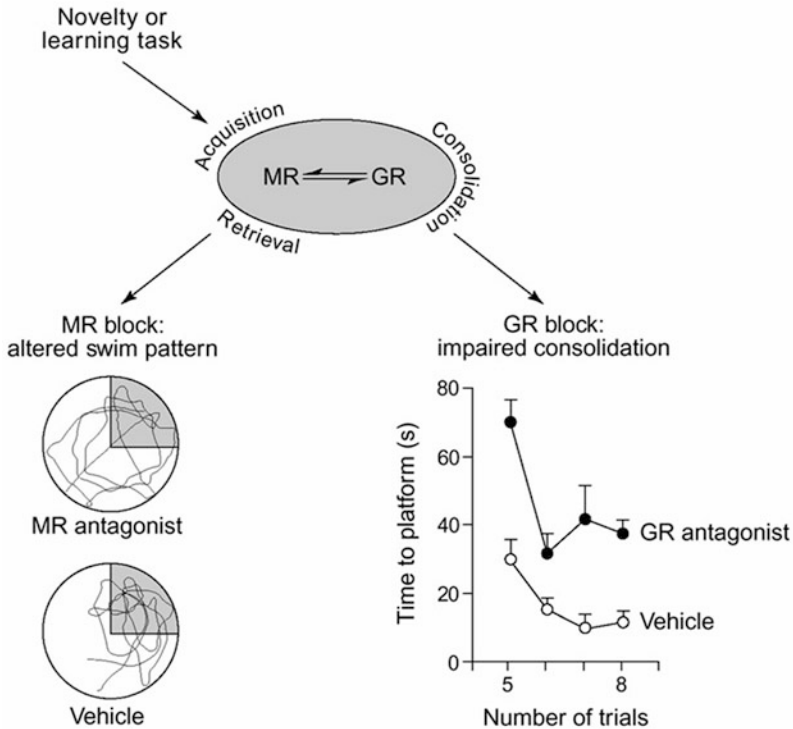 Novelty or
learning task
Acquisition
Consolidation
MR
GR
Retrieval
MR block:
altered swim pattern
MR antagonist
Vehicle
GR block:
impaired consolidation
80
60
40
20
0
Time to platform (s)
GR antagonist
Vehicle
5
8
Number of trials